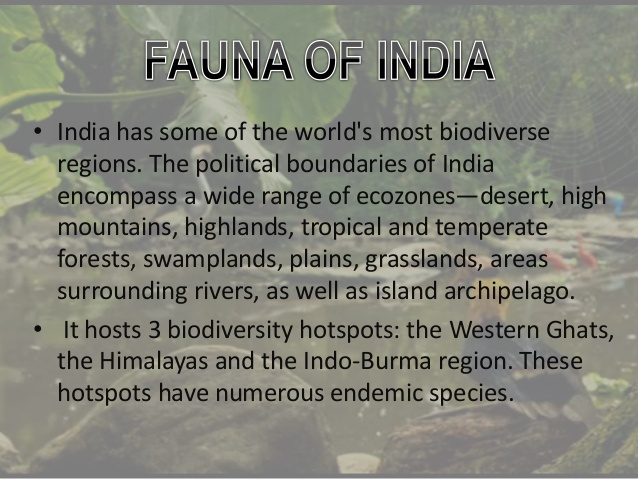 FAUNA OF INDIA
• India has some of the world's most biodiverse
regions. The political boundaries of India
encompass a wide range of ecozones—desert, high
mountains, highlands, tropical and temperate
forests, swamplands, plains, grasslands, areas
surrounding rivers, as well as island archipelago.
• It hosts 3 biodiversity hotspots: the Western Ghats,
the Himalayas and the Indo-Burma region. These
hotspots have numerous endemic species.